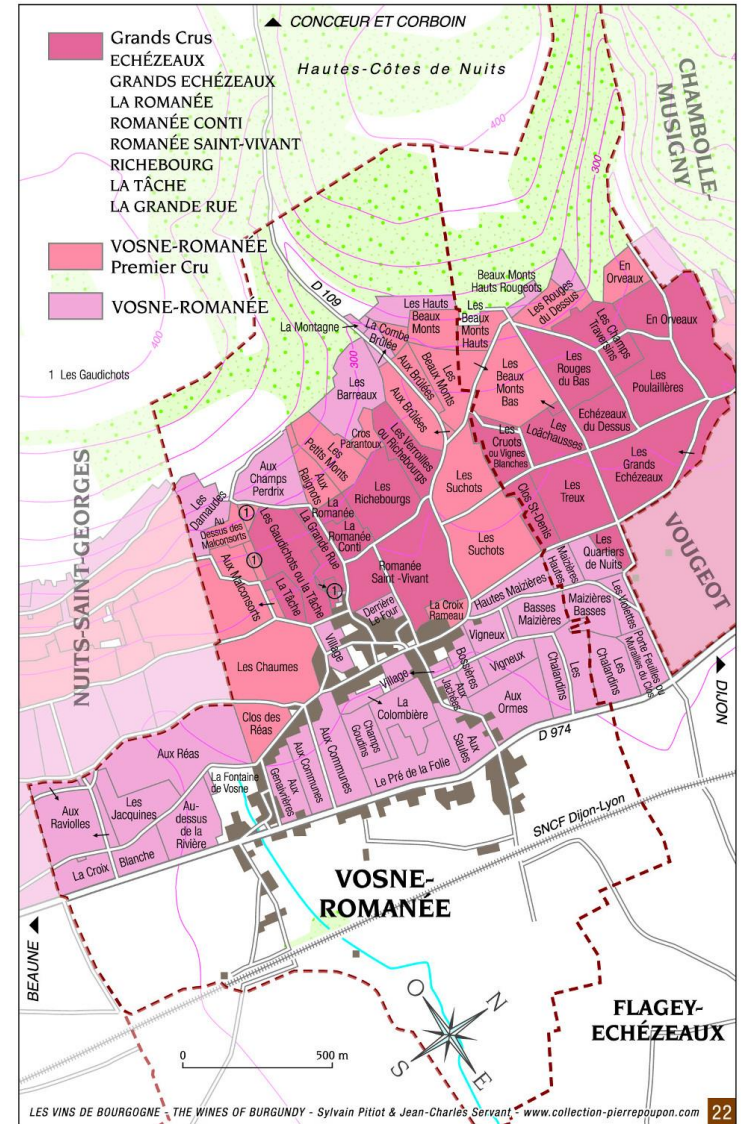 CONCŒUR ET CORBOIN
Hautes-Côtes de Nuits
CHAMBOLLE-
MUSIGNY
400
300
Grands Crus
ECHÉZEAUX
GRANDS ECHÉZEAUX
LA ROMANÉE
ROMANÉE CONTI
ROMANÉE SAINT-VIVANT
RICHEBOURG
LA TÂCHE
LA GRANDE RUE
VOSNE-ROMANÉE
Premier Cru
VOSNE-ROMANÉE
400
1 Les Gaudichots
D 109
300
La Montagne
La Combe
Brûlée
Les Hauts
Beaux
Monts
Les
Beaux
Monts
Hauts
Beaux Monts
Hauts Rougeots
Les Rouges
du Dessus
En
Orveaux
Les Champs
Traversins
En Orveaux
Les
Rouges
du Bas
Les
Poulaillères
Echézeaux
du Dessus
Les
Loächausses
Les
Beaux
Monts
Bas
Les
Beaux Monts
Aux Brûlées
Aux Brûlées
Les
Barreaux
Cros
Parantoux
Les Verroilles
ou Richebourgs
Les
Petits Monts
Aux
Raignots
Les
Richebourgs
Les
Cruots
ou Vignes
Blanches
Les
Grands
Echézeaux
Les
Treux
Clos St-Denis
Les
Suchots
Les
Suchots
Les
Quartiers
de Nuits
Aux
Champs
Perdrix
Les
Damaudes
Au
Dessus des
Malconsorts
1
1
1
Aux Malconsorts
Les Gaudichots ou la Tâche
La Tâche
La Grande Rue
La
Romanée
La
Romanée
Conti
Romanée
Saint -Vivant
Derrière
Le Four
La Croix
Rameau
Hautes Maizières
Maizières
Hautes
Basses
Maizières
Maizières
Basses
Les Violettes
Porte Feuilles ou
Murailles du Clos
Les
Chalandins
Les
Chalandins
Vigneux
Vigneux
Bossières
Aux
Jachées
Aux
Ormes
Aux
Saules
Village
Village
La
Colombière
Champs
Goudins
Le Pré de la Folie
Aux Communes
Aux Communes
Aux
Genavrières
Les Chaumes
Clos des
Réas
Aux Réas
La Fontaine
de Vosne
Au-
dessus
de la
Rivière
Les
Jacquines
Aux
Raviolles
La Croix Blanche
NUITS-SAINT-GEORGES
VOUGEOT
DIJON
D 974
SNCF Dijon-Lyon
VOSNE-
ROMANÉE
BEAUNE
FLAGEY-
ECHÉZEAUX
O
N
S
E
0
500 m
LES VINS DE BOURGOGNE - THE WINES OF BURGUNDY - Sylvain Pitiot & Jean-Charles Servant - www.collection-pierrepoupon.com
22